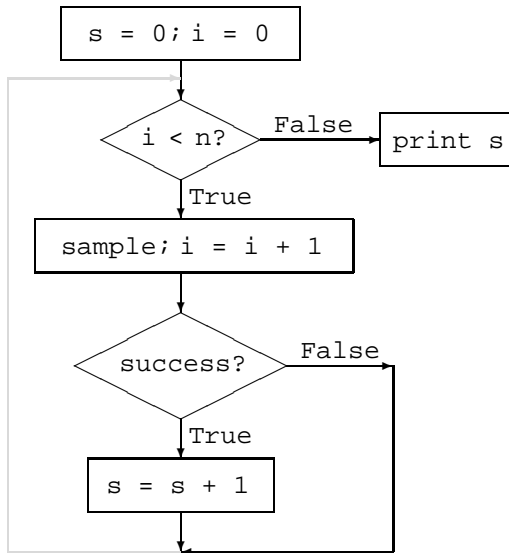 s = 0; i = 0
i < n?
False
print s
True
sample; i = i + 1
success?
False
True
s = s + 1